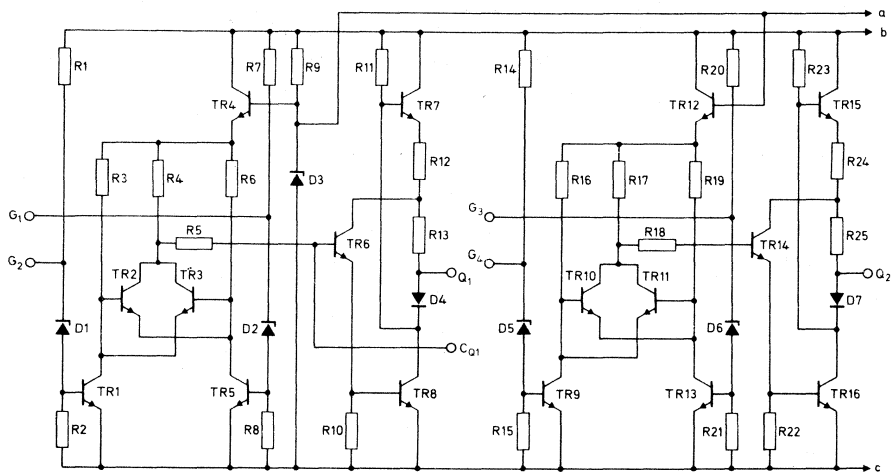 a
b
R1
R7
R9
R11
R14
R20
R23
TR4
TR7
TR12
TR15
R3
R4
R6
R12
R16
R17
R19
R24
D3
G1
R5
TR6
R13
G3
R18
TR14
R25
G2
TR2
TR3
Q1
G4
TR10
TR11
Q2
D4
D7
D1
D2
CQ1
D5
D6
TR1
TR5
TR8
TR9
TR13
TR16
R2
R8
R10
R15
R21
R22
c